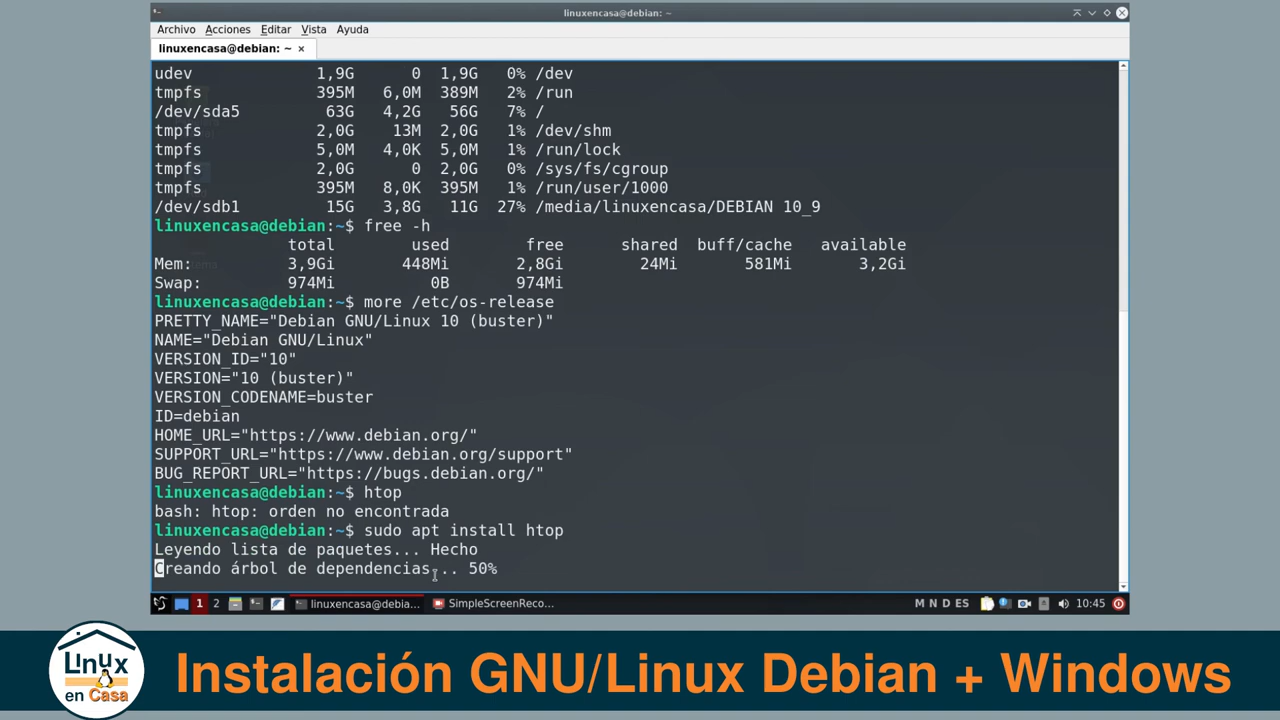 linuxencasa@debian: ~
Archivo Acciones Editar Vista Ayuda
linuxencasa@debian: ~ ×
udev 1,9G 0 1,9G 0% /dev
tmpfs 395M 6,0M 389M 2% /run
/dev/sda5 63G 4,2G 56G 7% /
tmpfs 2,0G 13M 2,0G 1% /dev/shm
tmpfs 5,0M 4,0K 5,0M 1% /run/lock
tmpfs 2,0G 0 2,0G 0% /sys/fs/cgroup
tmpfs 395M 8,0K 395M 1% /run/user/1000
/dev/sdb1 15G 3,8G 11G 27% /media/linuxencasa/DEBIAN 10_9
linuxencasa@debian:~$ free -h
total used free shared buff/cache available
Mem: 3,9Gi 448Mi 2,8Gi 24Mi 581Mi 3,2Gi
Swap: 974Mi 0B 974Mi
linuxencasa@debian:~$ more /etc/os-release
PRETTY_NAME="Debian GNU/Linux 10 (buster)"
NAME="Debian GNU/Linux"
VERSION_ID="10"
VERSION="10 (buster)"
VERSION_CODENAME=buster
ID=debian
HOME_URL="https://www.debian.org/"
SUPPORT_URL="https://www.debian.org/support"
BUG_REPORT_URL="https://bugs.debian.org/"
linuxencasa@debian:~$ htop
bash: htop: orden no encontrada
linuxencasa@debian:~$ sudo apt install htop
Leyendo lista de paquetes... Hecho
Creando árbol de dependencias... 50%
1 2 linuxencasa@debia... SimpleScreenReco... M N D ES 10:45
Linux
en Casa
Instalación GNU/Linux Debian + Windows